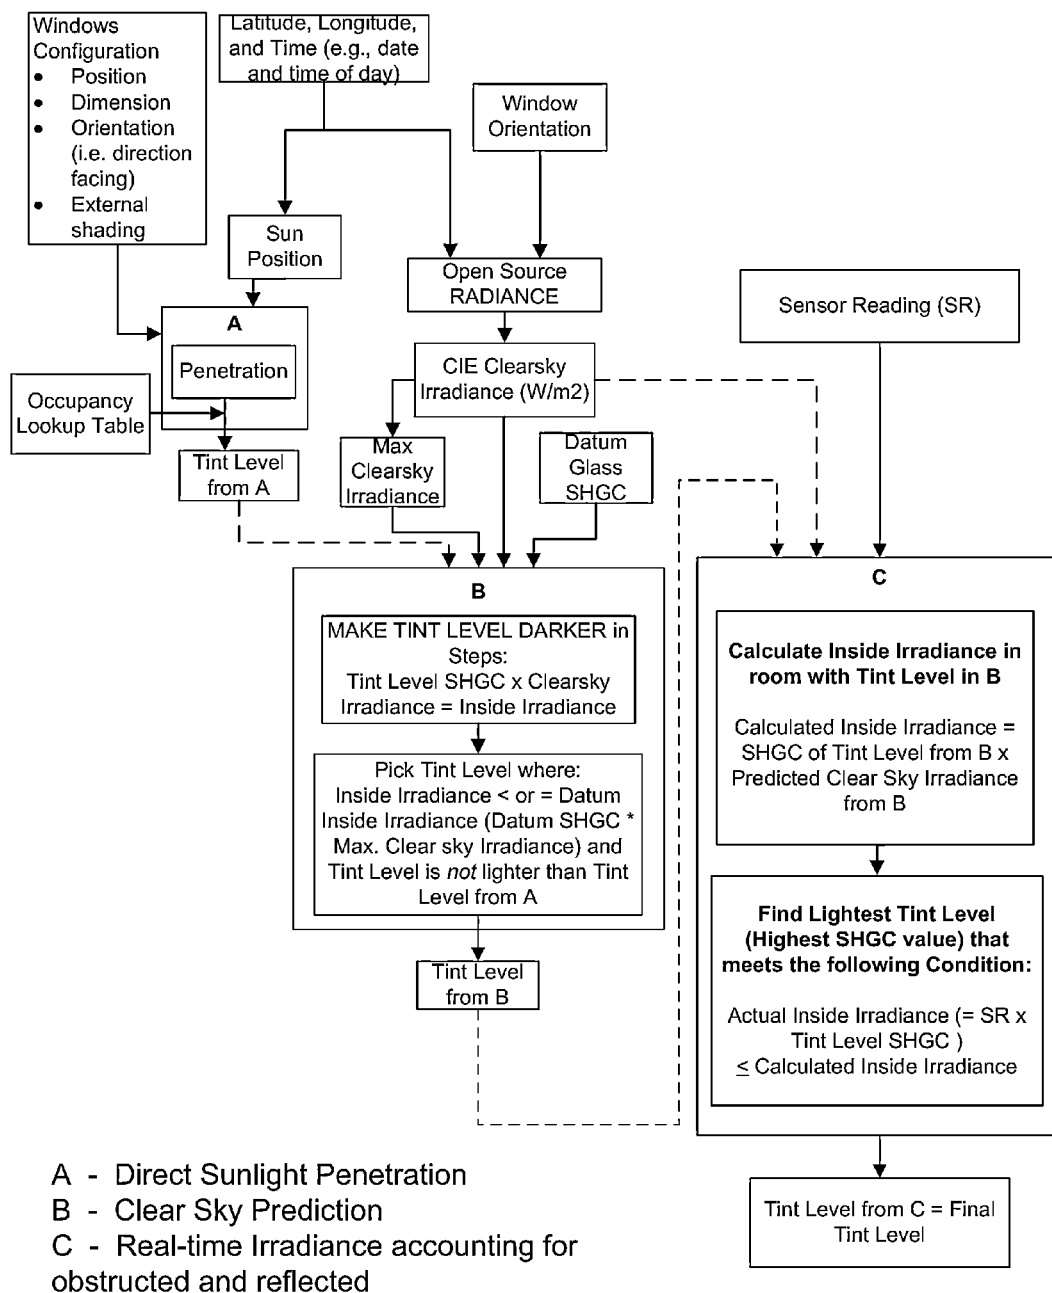 Windows
Configuration
• Position
• Dimension
• Orientation
(i.e. direction
facing)
• External
shading
Latitude, Longitude,
and Time (e.g., date
and time of day)
Window
Orientation
Sun
Position
Open Source
RADIANCE
Sensor Reading (SR)
A
Penetration
CIE Clearsky
Irradiance (W/m2)
Occupancy
Lookup Table
Tint Level
from A
Max
Clearsky
Irradiance
Datum
Glass
SHGC
B
MAKE TINT LEVEL DARKER in
Steps:
Tint Level SHGC x Clearsky
Irradiance = Inside Irradiance
Pick Tint Level where:
Inside Irradiance < or = Datum
Inside Irradiance (Datum SHGC *
Max. Clear sky Irradiance) and
Tint Level is not lighter than Tint
Level from A
Tint Level
from B
C
Calculate Inside Irradiance in
room with Tint Level in B
Calculated Inside Irradiance =
SHGC of Tint Level from B x
Predicted Clear Sky Irradiance
from B
Find Lightest Tint Level
(Highest SHGC value) that
meets the following Condition:
Actual Inside Irradiance (= SR x
Tint Level SHGC )
≤ Calculated Inside Irradiance
Tint Level from C = Final
Tint Level
A - Direct Sunlight Penetration
B - Clear Sky Prediction
C - Real-time Irradiance accounting for
obstructed and reflected